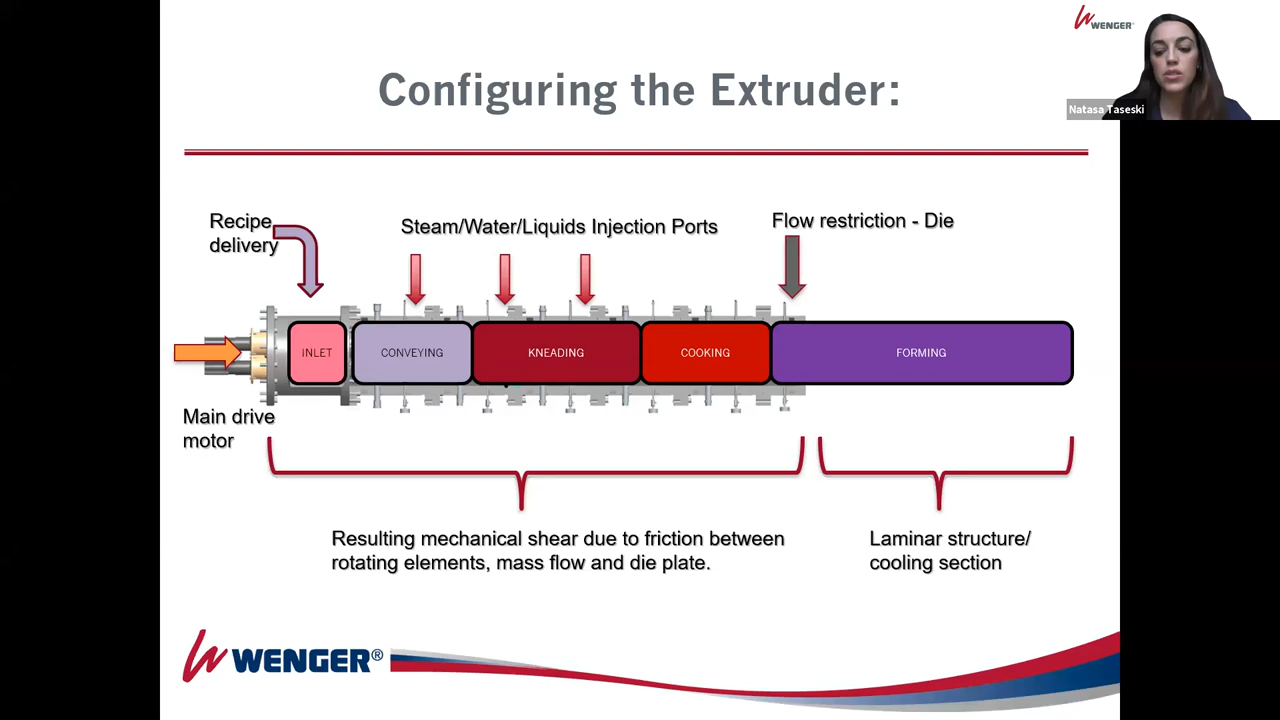 WENGER®
Natasa Taseski
Configuring the Extruder:
Recipe
delivery
Steam/Water/Liquids Injection Ports
Flow restriction - Die
INLET
CONVEYING
KNEADING
COOKING
FORMING
Main drive
motor
Resulting mechanical shear due to friction between
rotating elements, mass flow and die plate.
Laminar structure/
cooling section
WENGER®